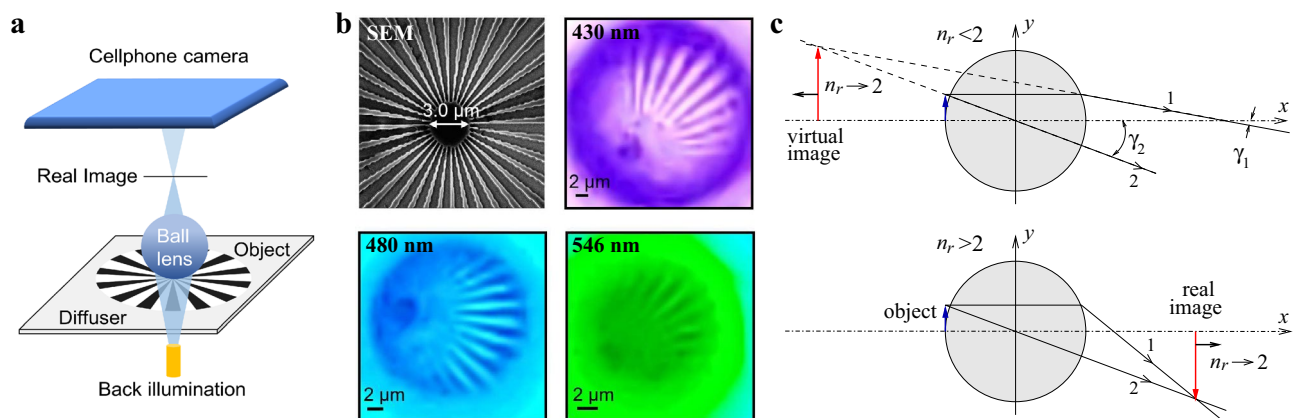 a
Cellphone camera
Real Image
Ball
lens
Object
Diffuser
Back illumination
b
SEM
3.0 μm
430 nm
2 μm
480 nm
2 μm
546 nm
2 μm
c
y
n_r<2
n_r→2
virtual
image
1
x
γ_2
γ_1
2
y
n_r>2
object
real
image
x
1
n_r→2
2